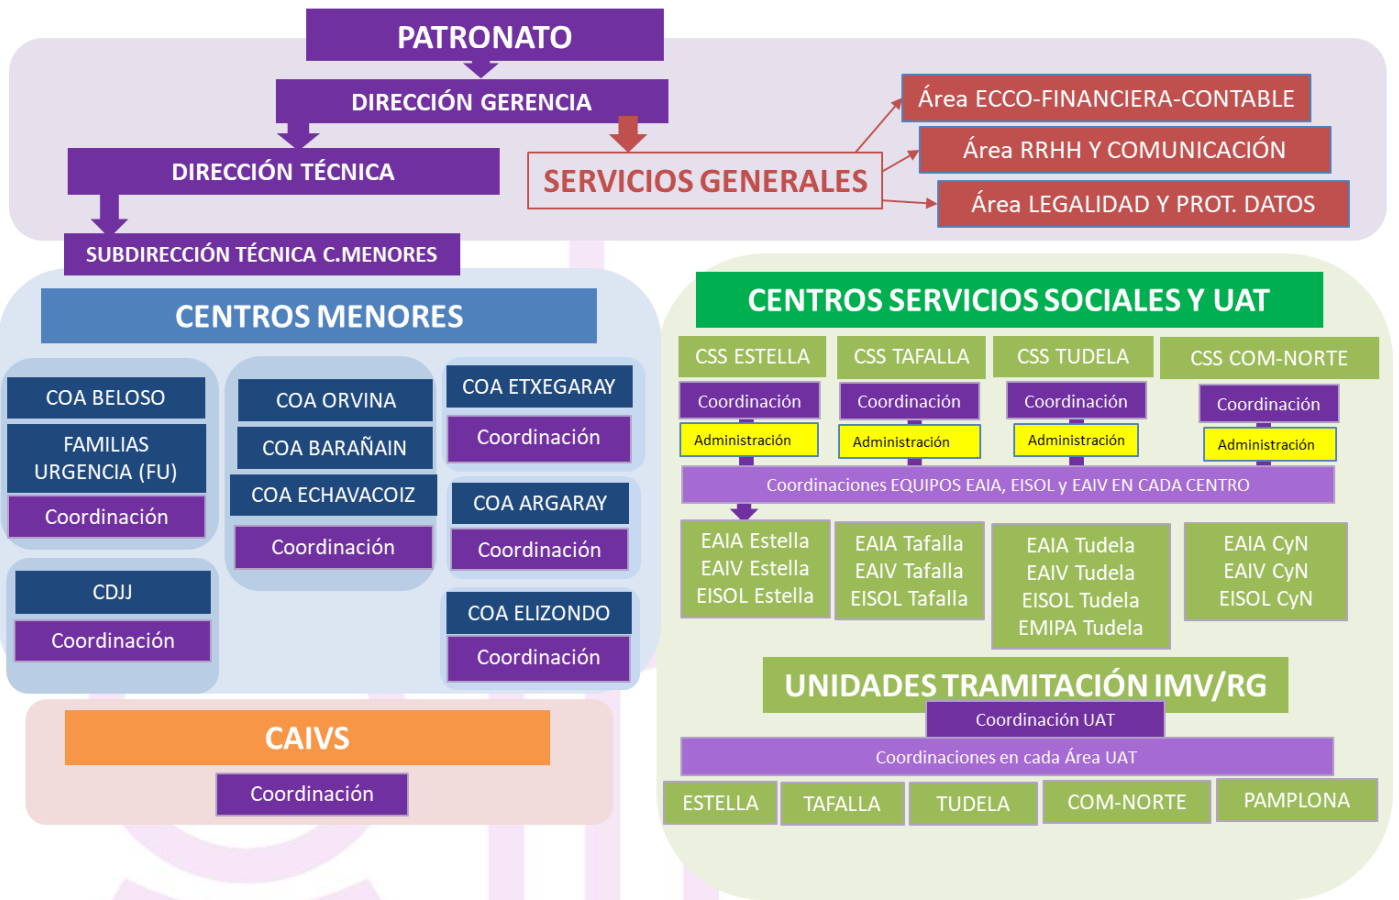 PATRONATO
DIRECCIÓN GERENCIA
DIRECCIÓN TÉCNICA
SERVICIOS GENERALES
Área ECCO-FINANCIERA-CONTABLE
Área RRHH Y COMUNICACIÓN
Área LEGALIDAD Y PROT. DATOS
SUBDIRECCIÓN TÉCNICA C.MENORES
CENTROS MENORES
COA BELOSO
FAMILIAS
URGENCIA (FU)
Coordinación
CDJJ
Coordinación
COA ORVINA
COA BARAÑAIN
COA ECHAVACOIZ
Coordinación
COA ETXEGARAY
Coordinación
COA ARGARAY
Coordinación
COA ELIZONDO
Coordinación
CAIVS
Coordinación
CENTROS SERVICIOS SOCIALES Y UAT
CSS ESTELLA
CSS TAFALLA
CSS TUDELA
CSS COM-NORTE
Coordinación
Coordinación
Coordinación
Coordinación
Administración
Administración
Administración
Administración
Coordinaciones EQUIPOS EAIA, EISOL y EAIV EN CADA CENTRO
EAIA Estella
EAIV Estella
EISOL Estella
EAIA Tafalla
EAIV Tafalla
EISOL Tafalla
EAIA Tudela
EAIV Tudela
EISOL Tudela
EMIPA Tudela
EAIA CyN
EAIV CyN
EISOL CyN
UNIDADES TRAMITACIÓN IMV/RG
Coordinación UAT
Coordinaciones en cada Área UAT
ESTELLA
TAFALLA
TUDELA
COM-NORTE
PAMPLONA